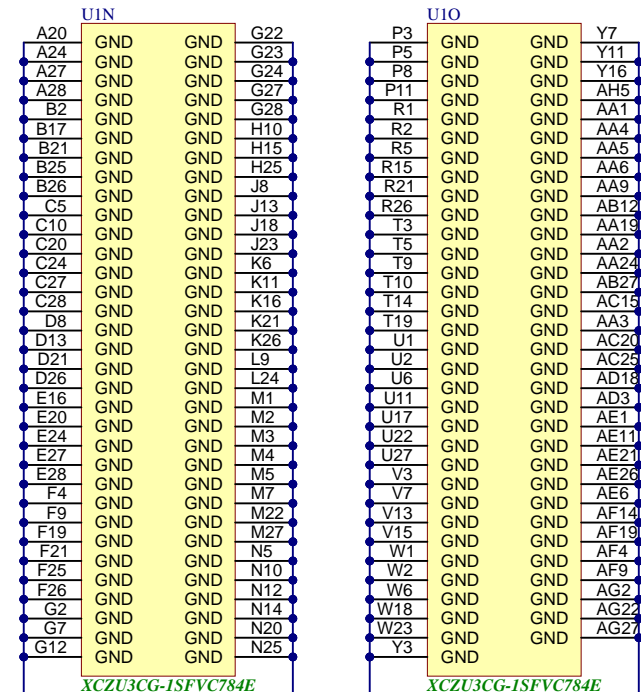 U1N
A20 GND GND G22
A24 GND GND G23
A27 GND GND G24
A28 GND GND G27
B2 GND GND G28
B17 GND GND H10
B21 GND GND H15
B25 GND GND H25
B26 GND GND J8
C5 GND GND J13
C10 GND GND J18
C20 GND GND J23
C24 GND GND K6
C27 GND GND K11
C28 GND GND K16
D8 GND GND K21
D13 GND GND K26
D21 GND GND L9
D26 GND GND L24
E16 GND GND M1
E20 GND GND M2
E24 GND GND M3
E27 GND GND M4
E28 GND GND M5
F4 GND GND M7
F9 GND GND M22
F19 GND GND M27
F21 GND GND N5
F25 GND GND N10
F26 GND GND N12
G2 GND GND N14
G7 GND GND N20
G12 GND GND N25
XCZU3CG-1SFVC784E
U1O
P3 GND GND Y7
P5 GND GND Y11
P8 GND GND Y16
P11 GND GND AH5
R1 GND GND AA1
R2 GND GND AA4
R5 GND GND AA5
R15 GND GND AA6
R21 GND GND AA9
R26 GND GND AB12
T3 GND GND AA19
T5 GND GND AA2
T9 GND GND AA24
T10 GND GND AB27
T14 GND GND AC15
T19 GND GND AA3
U1 GND GND AC20
U2 GND GND AC25
U6 GND GND AD18
U11 GND GND AD3
U17 GND GND AE1
U22 GND GND AE11
U27 GND GND AE21
V3 GND GND AE26
V7 GND GND AE6
V13 GND GND AF14
V15 GND GND AF19
W1 GND GND AF4
W2 GND GND AF9
W6 GND GND AG2
W18 GND GND AG22
W23 GND GND AG27
Y3 GND
XCZU3CG-1SFVC784E